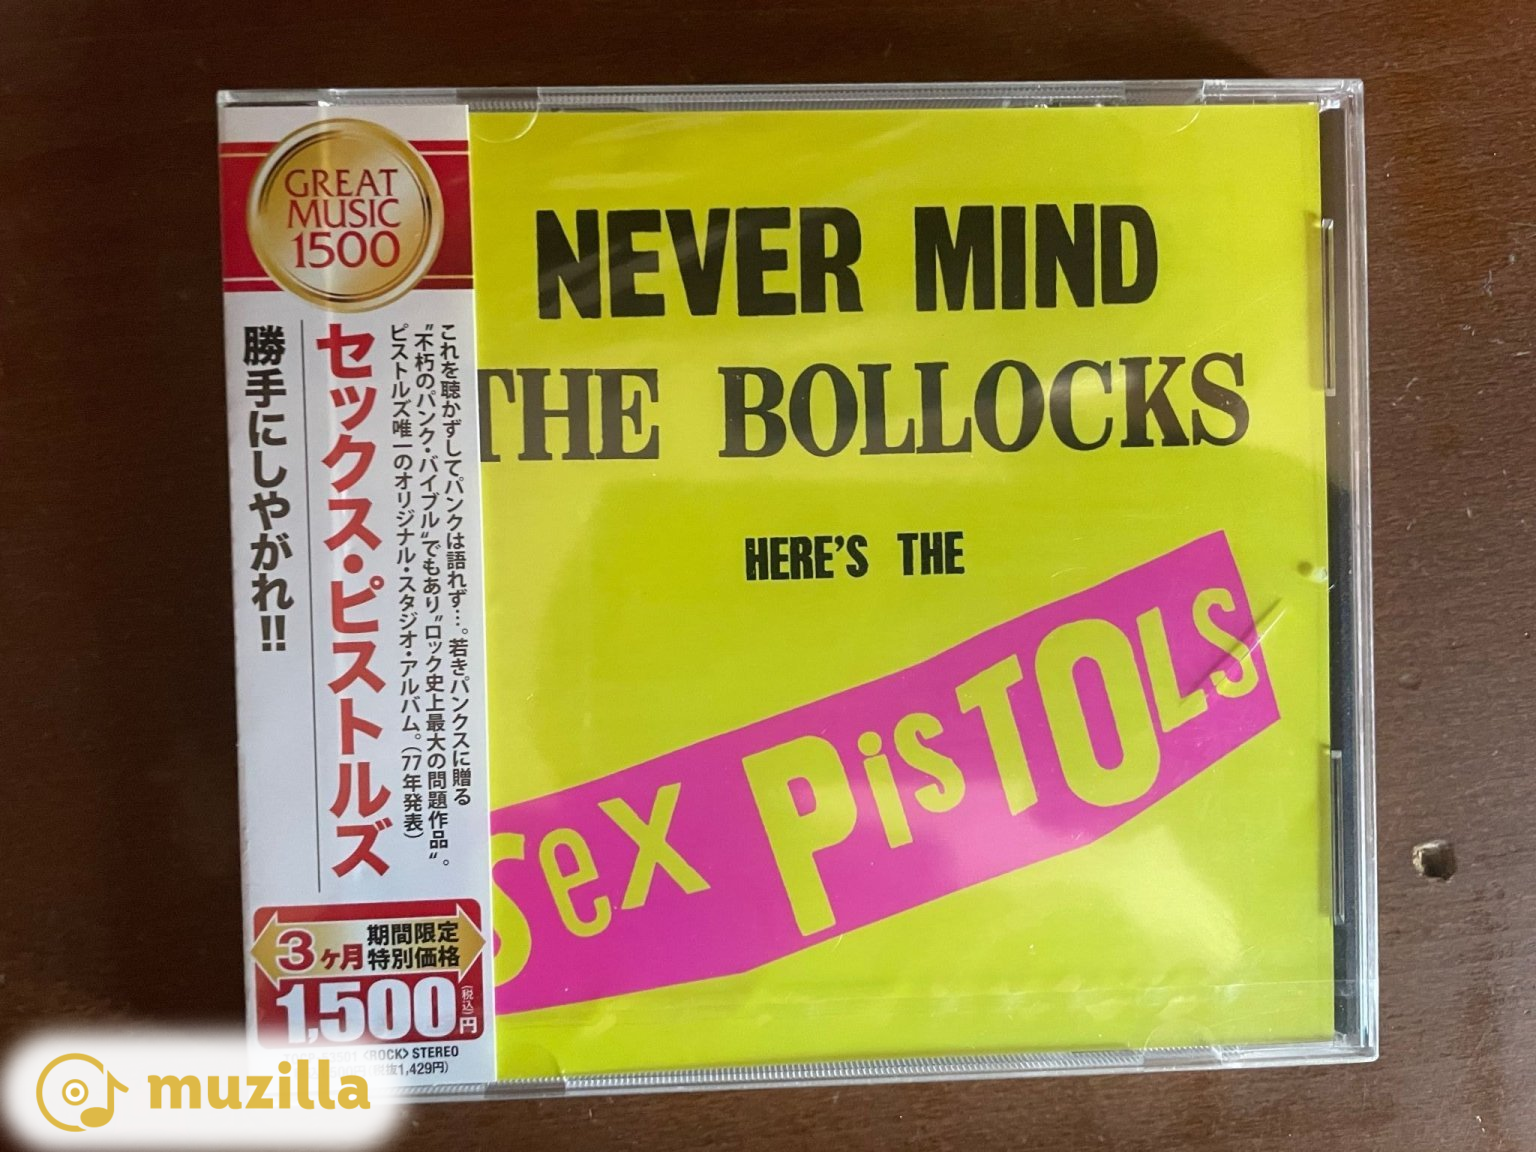 GREAT
MUSIC
1500
これを聴かずしてパンクは語れず…。若きパンクスに贈る
"不朽のパンク・バイブル"でもあり"ロック史上最大の問題作品"。
ピストルズ唯一のオリジナル・スタジオ・アルバム。(77年発表)
セックス・ピストルズ
勝手にしやがれ!!
3ヶ月 期間限定
特別価格
1,500(税込)円
<ROCK> STEREO
(税抜1,429円)
NEVER MIND
THE BOLLOCKS
HERE'S THE
Sex PiSTOLS
muzilla